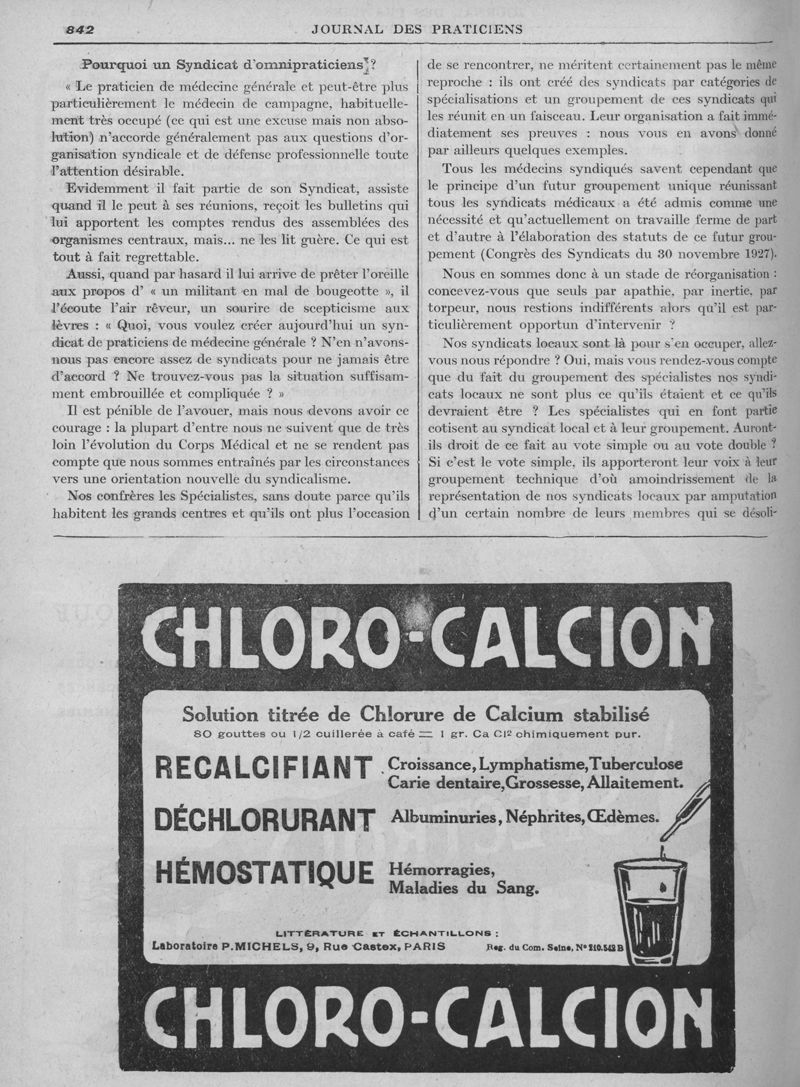 842
JOURNAL DES PRATICIENS
Pourquoi un Syndicat d'omnipraticiens ?
« Le praticien de médecine générale et peut-être plus
particulièrement le médecin de campagne, habituelle-
ment très occupé (ce qui est une excuse mais non abso-
lution) n'accorde généralement pas aux questions d'or-
ganisation syndicale et de défense professionnelle toute
l'attention désirable.
Evidemment il fait partie de son Syndicat, assiste
quand il le peut à ses réunions, reçoit les bulletins qui
lui apportent les comptes rendus des assemblées des
organismes centraux, mais... ne les lit guère. Ce qui est
tout à fait regrettable.
Aussi, quand par hasard il lui arrive de prêter l'oreille
aux propos d' « un militant en mal de bougeotte », il
l'écoute l'air rêveur, un sourire de scepticisme aux
lèvres : « Quoi, vous voulez créer aujourd'hui un syn-
dicat de praticiens de médecine générale ? N'en n'avons-
nous pas encore assez de syndicats pour ne jamais être
d'accord ? Ne trouvez-vous pas la situation suffisam-
ment embrouillée et compliquée ? »
Il est pénible de l'avouer, mais nous devons avoir ce
courage : la plupart d'entre nous ne suivent que de très
loin l'évolution du Corps Médical et ne se rendent pas
compte que nous sommes entraînés par les circonstances
vers une orientation nouvelle du syndicalisme.
Nos confrères les Spécialistes, sans doute parce qu'ils
habitent les grands centres et qu'ils ont plus l'occasion
de se rencontrer, ne méritent certainement pas le même
reproche : ils ont créé des syndicats par catégories de
spécialisations et un groupement de ces syndicats qui
les réunit en un faisceau. Leur organisation a fait immé-
diatement ses preuves : nous vous en avons donné
par ailleurs quelques exemples.
Tous les médecins syndiqués savent cependant que
le principe d'un futur groupement unique réunissant
tous les syndicats médicaux a été admis comme une
nécessité et qu'actuellement on travaille ferme de part
et d'autre à l'élaboration des statuts de ce futur grou-
pement (Congrès des Syndicats du 30 novembre 1927).
Nous en sommes donc à un stade de réorganisation :
concevez-vous que seuls par apathie, par inertie, par
torpeur, nous restions indifférents alors qu'il est par-
ticulièrement opportun d'intervenir ?
Nos syndicats locaux sont là pour s'en occuper, allez-
vous nous répondre ? Oui, mais vous rendez-vous compte
que du fait du groupement des spécialistes nos syndi-
cats locaux ne sont plus ce qu'ils étaient et ce qu'ils
devraient être ? Les spécialistes qui en font partie
cotisent au syndicat local et à leur groupement. Auront-
ils droit de ce fait au vote simple ou au vote double ?
Si c'est le vote simple, ils apporteront leur voix à leur
groupement technique d'où amoindrissement de la
représentation de nos syndicats locaux par amputation
d'un certain nombre de leurs membres qui se désoli-
CHLORO-CALCION
Solution titrée de Chlorure de Calcium stabilisé
80 gouttes ou 1/2 cuillerée à café = 1 gr. Ca Cl² chimiquement pur.
RECALCIFIANT Croissance, Lymphatisme, Tuberculose
Carie dentaire, Grossesse, Allaitement.
DÉCHLORURANT Albuminuries, Néphrites, Œdèmes.
HÉMOSTATIQUE Hémorragies,
Maladies du Sang.
LITTÉRATURE ET ÉCHANTILLONS :
Laboratoire P. MICHELS, 9, Rue Castex, PARIS Reg. du Com. Seine, N° 210.542 B
CHLORO-CALCION